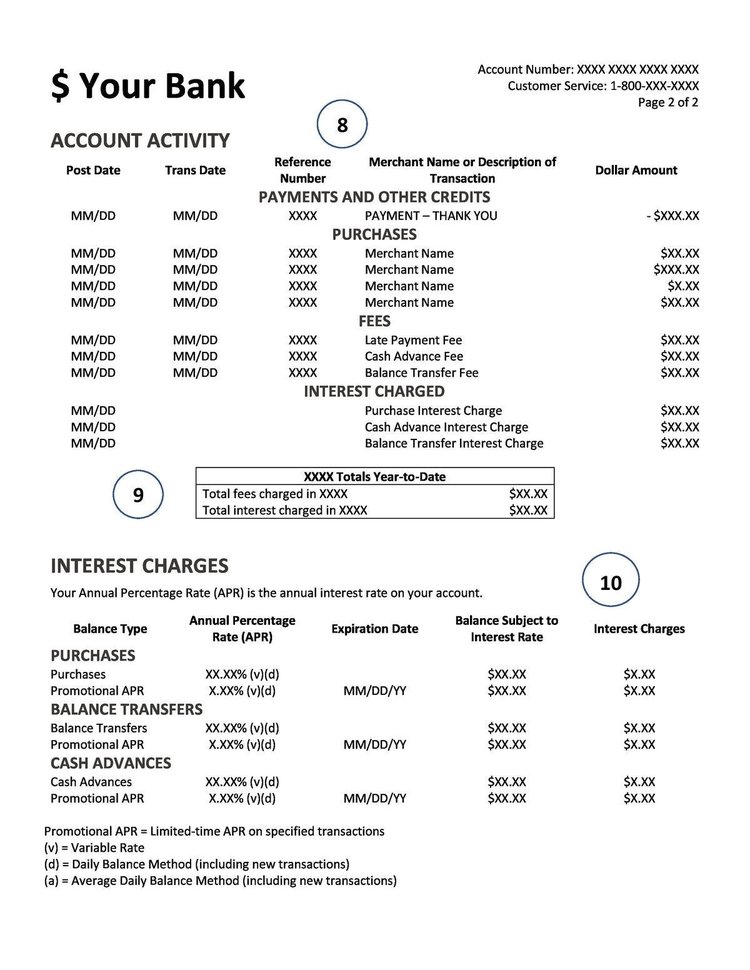 $ Your Bank
Account Number: XXXX XXXX XXXX XXXX
Customer Service: 1-800-XXX-XXXX
Page 2 of 2
8
ACCOUNT ACTIVITY
Post Date Trans Date Reference Number Merchant Name or Description of Transaction Dollar Amount
PAYMENTS AND OTHER CREDITS
MM/DD MM/DD XXXX PAYMENT – THANK YOU - $XXX.XX
PURCHASES
MM/DD MM/DD XXXX Merchant Name $XX.XX
MM/DD MM/DD XXXX Merchant Name $XXX.XX
MM/DD MM/DD XXXX Merchant Name $X.XX
MM/DD MM/DD XXXX Merchant Name $XX.XX
FEES
MM/DD MM/DD XXXX Late Payment Fee $XX.XX
MM/DD MM/DD XXXX Cash Advance Fee $XX.XX
MM/DD MM/DD XXXX Balance Transfer Fee $XX.XX
INTEREST CHARGED
MM/DD Purchase Interest Charge $XX.XX
MM/DD Cash Advance Interest Charge $XX.XX
MM/DD Balance Transfer Interest Charge $XX.XX
9
XXXX Totals Year-to-Date
Total fees charged in XXXX $XX.XX
Total interest charged in XXXX $XX.XX
INTEREST CHARGES
10
Your Annual Percentage Rate (APR) is the annual interest rate on your account.
Balance Type Annual Percentage Rate (APR) Expiration Date Balance Subject to Interest Rate Interest Charges
PURCHASES
Purchases XX.XX% (v)(d) $XX.XX $X.XX
Promotional APR X.XX% (v)(d) MM/DD/YY $XX.XX $X.XX
BALANCE TRANSFERS
Balance Transfers XX.XX% (v)(d) $XX.XX $X.XX
Promotional APR X.XX% (v)(d) MM/DD/YY $XX.XX $X.XX
CASH ADVANCES
Cash Advances XX.XX% (v)(d) $XX.XX $X.XX
Promotional APR X.XX% (v)(d) MM/DD/YY $XX.XX $X.XX
Promotional APR = Limited-time APR on specified transactions
(v) = Variable Rate
(d) = Daily Balance Method (including new transactions)
(a) = Average Daily Balance Method (including new transactions)